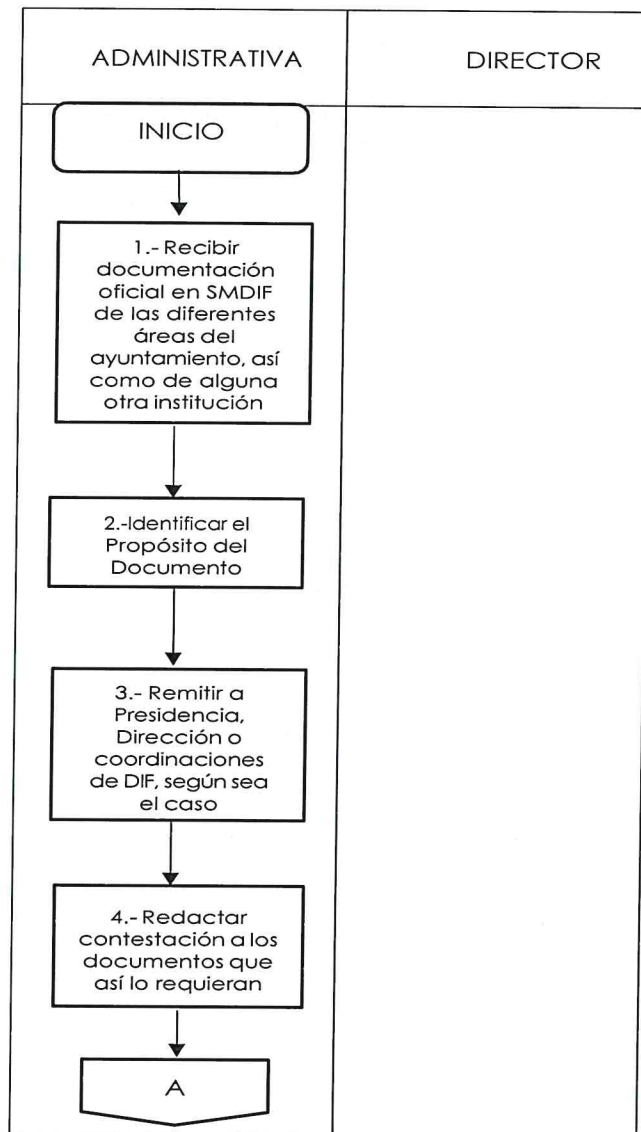 ADMINISTRATIVA
DIRECTOR
INICIO
1.- Recibir
documentación
oficial en SMDIF
de las diferentes
áreas del
ayuntamiento, así
como de alguna
otra institución
2.-Identificar el
Propósito del
Documento
3.- Remitir a
Presidencia,
Dirección o
coordinaciones
de DIF, según sea
el caso
4.- Redactar
contestación a los
documentos que
así lo requieran
A